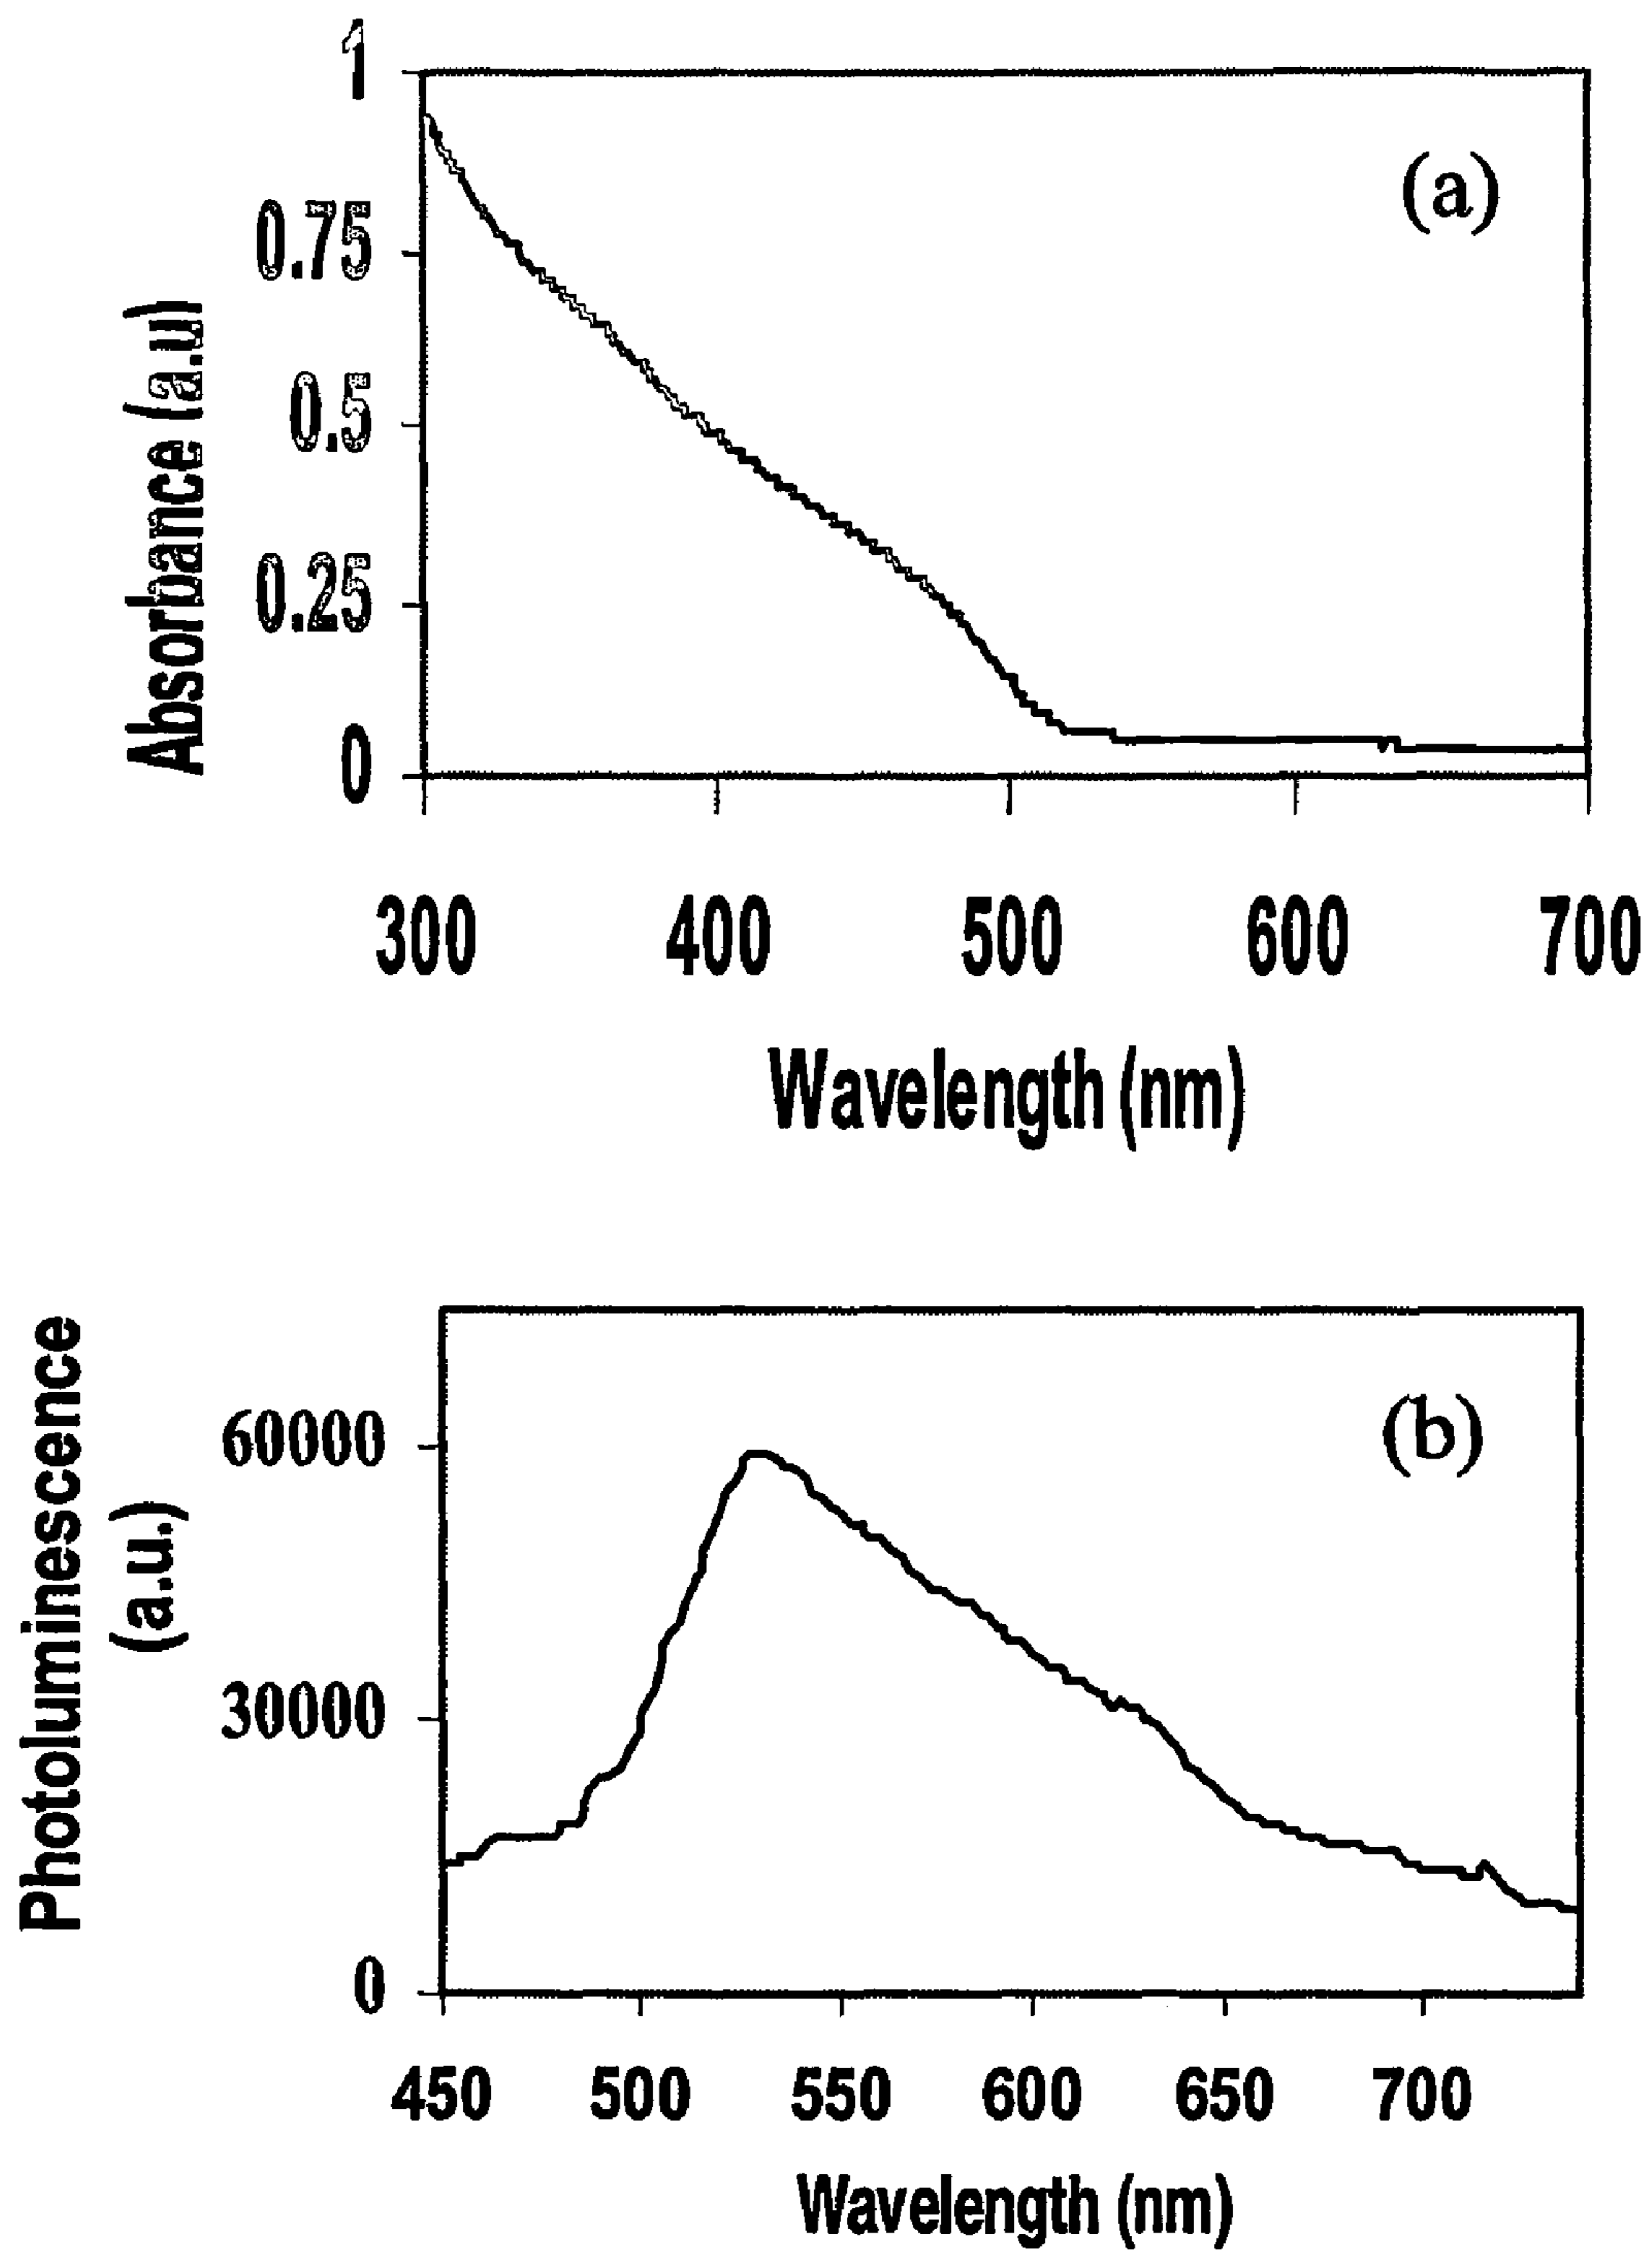 1
(a)
0.75
0.5
0.25
0
Absorbance (a.u)
300 400 500 600 700
Wavelength (nm)
(b)
60000
30000
0
Photoluminescence
(a.u.)
450 500 550 600 650 700
Wavelength (nm)